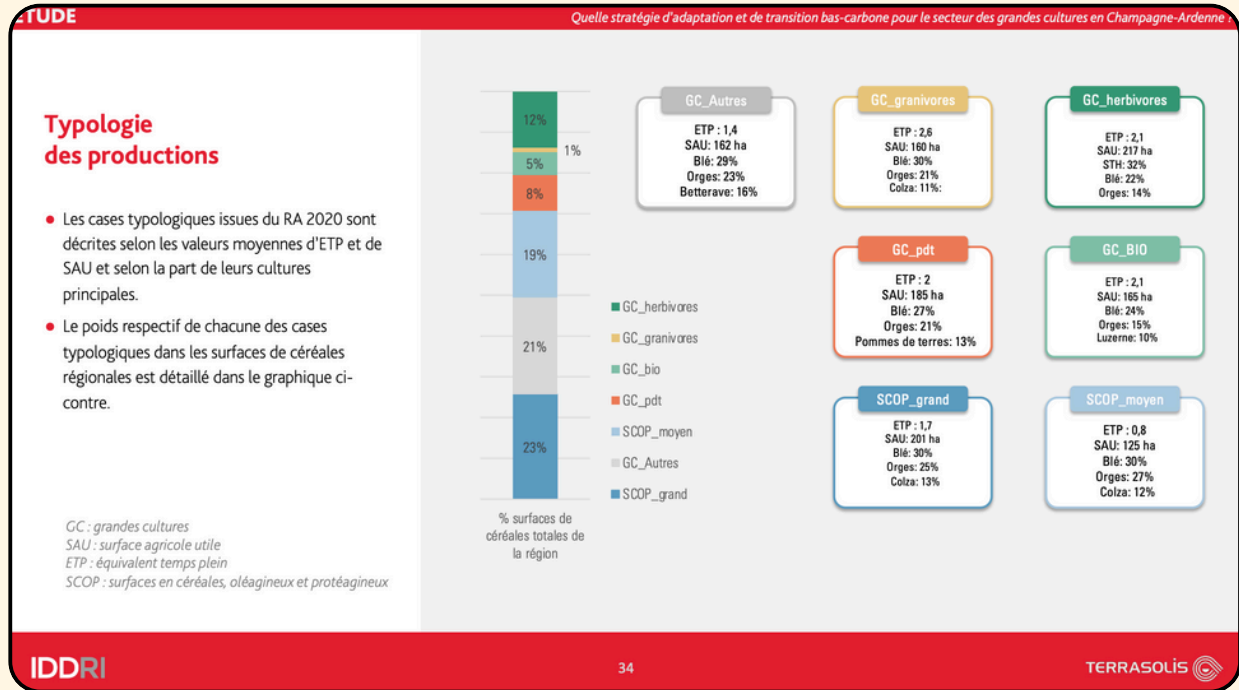 ETUDE
Quelle stratégie d'adaptation et de transition bas-carbone pour le secteur des grandes cultures en Champagne-Ardenne ?
Typologie
des productions
• Les cases typologiques issues du RA 2020 sont
décrites selon les valeurs moyennes d'ETP et de
SAU et selon la part de leurs cultures
principales.
• Le poids respectif de chacune des cases
typologiques dans les surfaces de céréales
régionales est détaillé dans le graphique ci-
contre.
GC : grandes cultures
SAU : surface agricole utile
ETP : équivalent temps plein
SCOP : surfaces en céréales, oléagineux et protéagineux
12%
1%
5%
8%
19%
21%
23%
% surfaces de
céréales totales de
la région
GC_herbivores
GC_granivores
GC_bio
GC_pdt
SCOP_moyen
GC_Autres
SCOP_grand
GC_Autres
ETP : 1,4
SAU: 162 ha
Blé: 29%
Orges: 23%
Betterave: 16%
GC_granivores
ETP : 2,6
SAU: 160 ha
Blé: 30%
Orges: 21%
Colza: 11%:
GC_herbivores
ETP : 2,1
SAU: 217 ha
STH: 32%
Blé: 22%
Orges: 14%
GC_pdt
ETP : 2
SAU: 185 ha
Blé: 27%
Orges: 21%
Pommes de terres: 13%
GC_BIO
ETP : 2,1
SAU: 165 ha
Blé: 24%
Orges: 15%
Luzerne: 10%
SCOP_grand
ETP : 1,7
SAU: 201 ha
Blé: 30%
Orges: 25%
Colza: 13%
SCOP_moyen
ETP : 0,8
SAU: 125 ha
Blé: 30%
Orges: 27%
Colza: 12%
IDDRI
34
TERRASOLIS